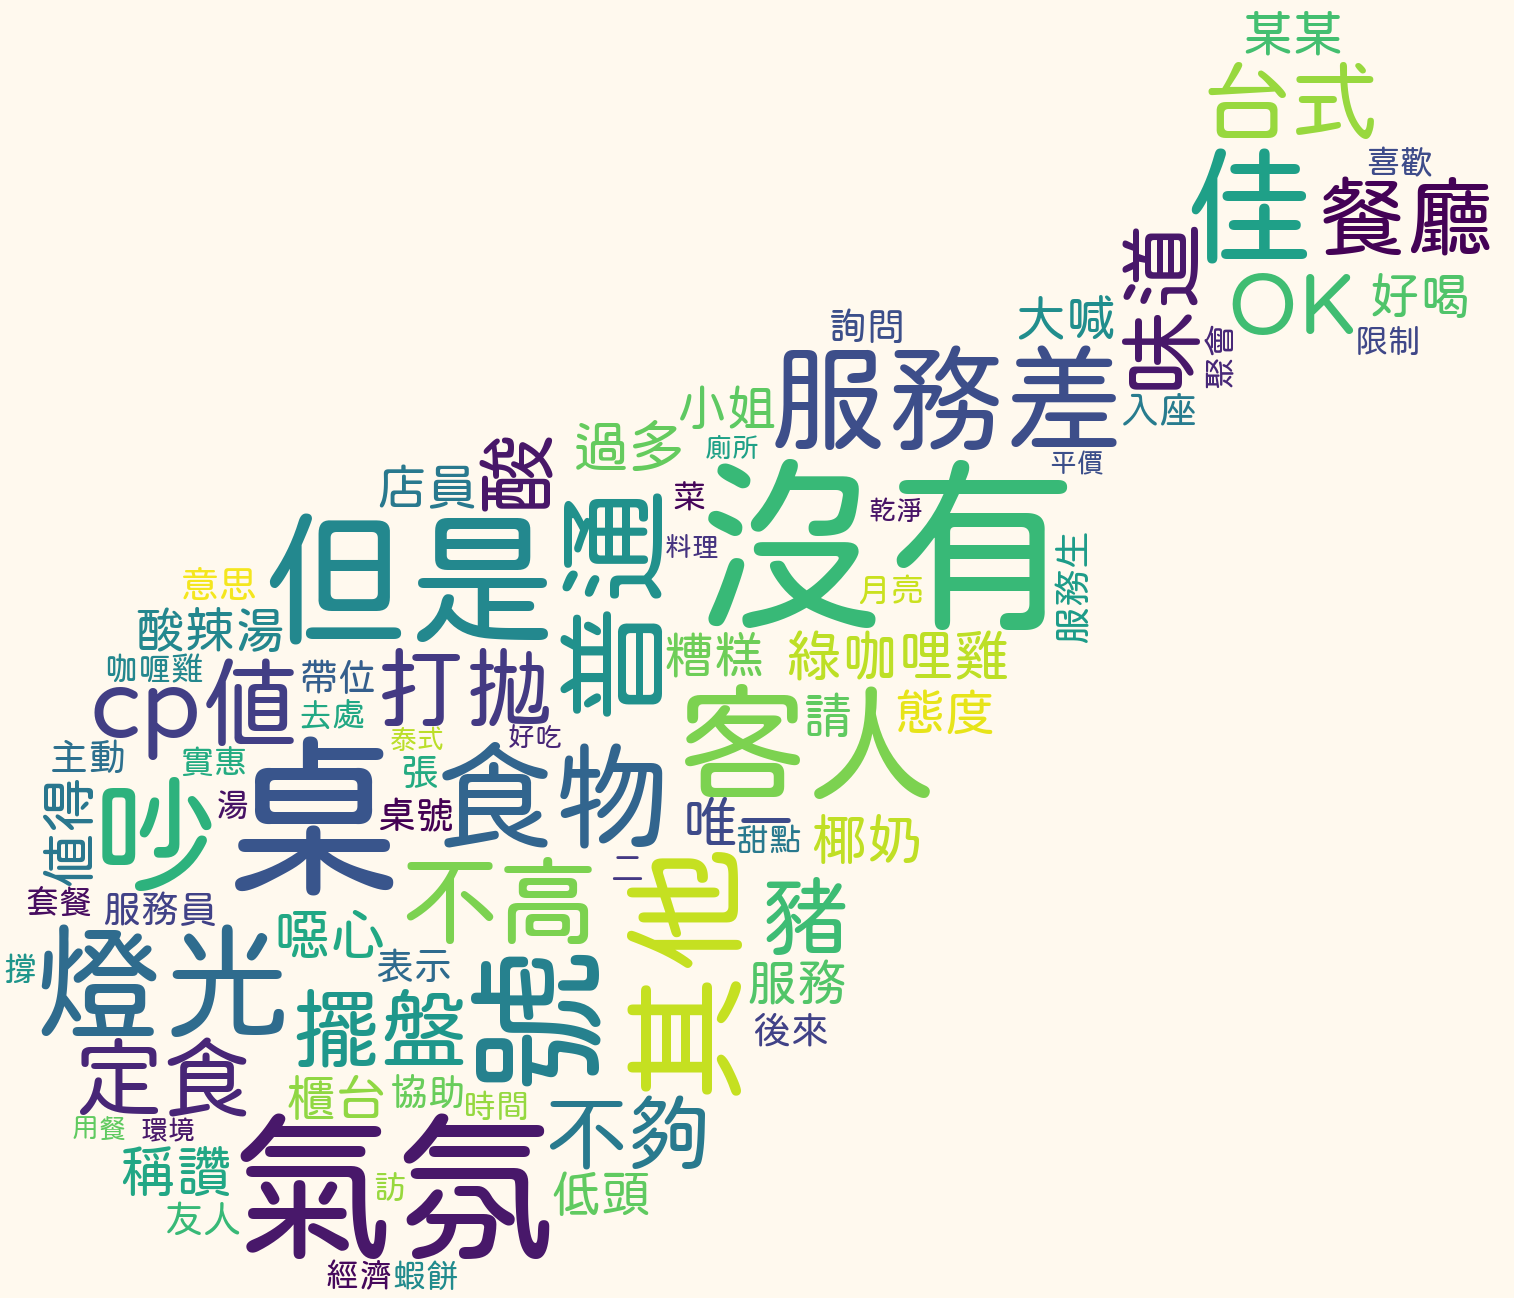 某某
台式
喜歡
佳
餐廳
味道
OK
好喝
限制
聚會
大喊
詢問
服務差
入座
平價
小姐
廁所
過多
酸
店員
菜
沒有
乾淨
料理
月亮
服務生
普通
但是
意思
酸辣湯
糟糕
綠咖哩雞
咖喱雞
cp值
帶位
打拋
去處
客人
請
態度
泰式
好吃
主動
實惠
張
食物
值得
吵
湯
桌
桌號
唯一
甜點
椰奶
二
不高
其他
豬
套餐
服務員
噁心
表示
號
服務
後來
燈光
撐
擺盤
定食
櫃台
協助
時間
不夠
用餐
環境
氣氛
稱讚
訪
低頭
友人
經濟
蝦餅